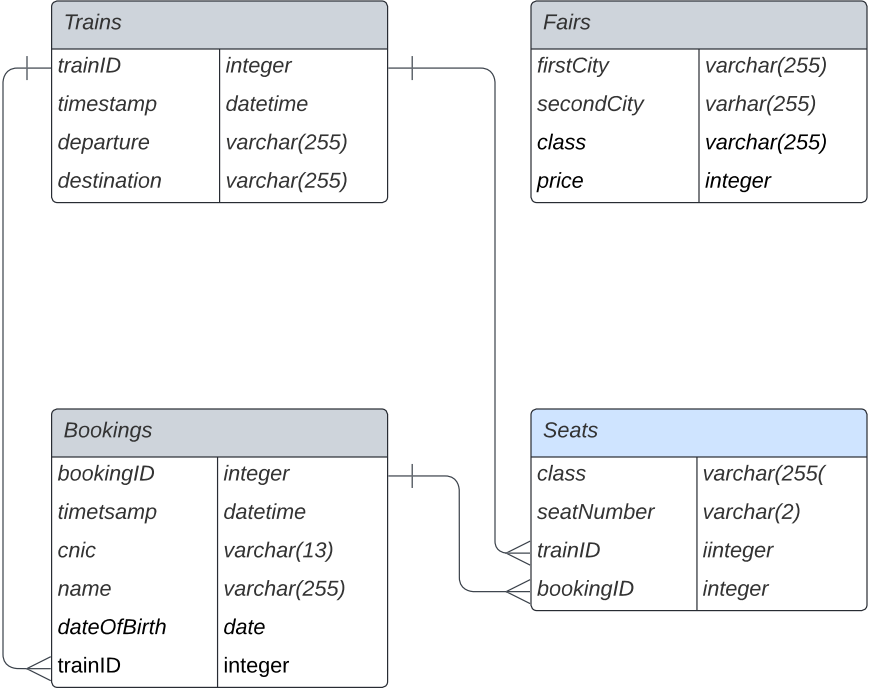 Trains
trainID integer
timestamp datetime
departure varchar(255)
destination varchar(255)
Fairs
firstCity varchar(255)
secondCity varhar(255)
class varchar(255)
price integer
Bookings
bookingID integer
timetsamp datetime
cnic varchar(13)
name varchar(255)
dateOfBirth date
trainID integer
Seats
class varchar(255(
seatNumber varchar(2)
trainID iinteger
bookingID integer